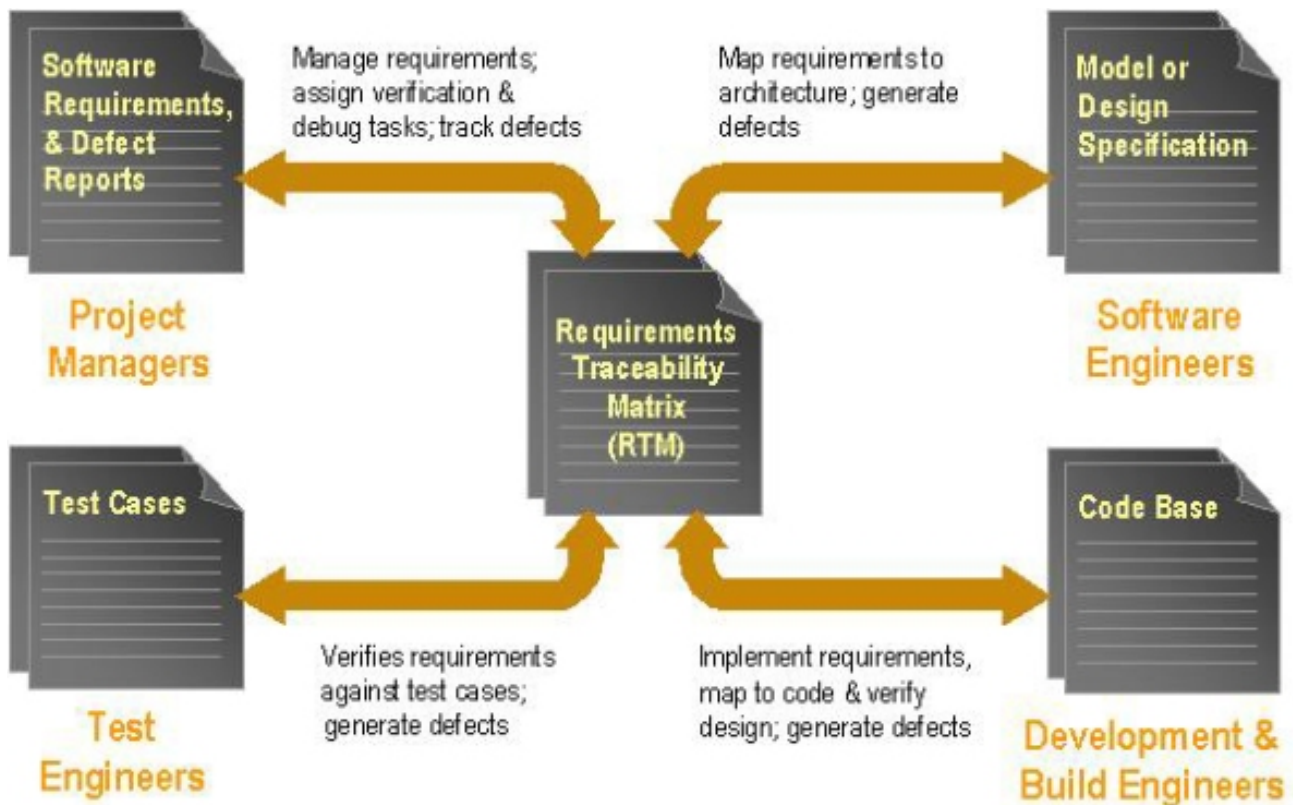 Software
Requirements,
& Defect
Reports
Manage requirements;
assign verification &
debug tasks; track defects
Project
Managers
Map requirements to
architecture; generate
defects
Model or
Design
Specification
Software
Engineers
Requirements
Traceability
Matrix
(RTM)
Test Cases
Verifies requirements
against test cases;
generate defects
Test
Engineers
Implement requirements,
map to code & verify
design; generate defects
Code Base
Development &
Build Engineers